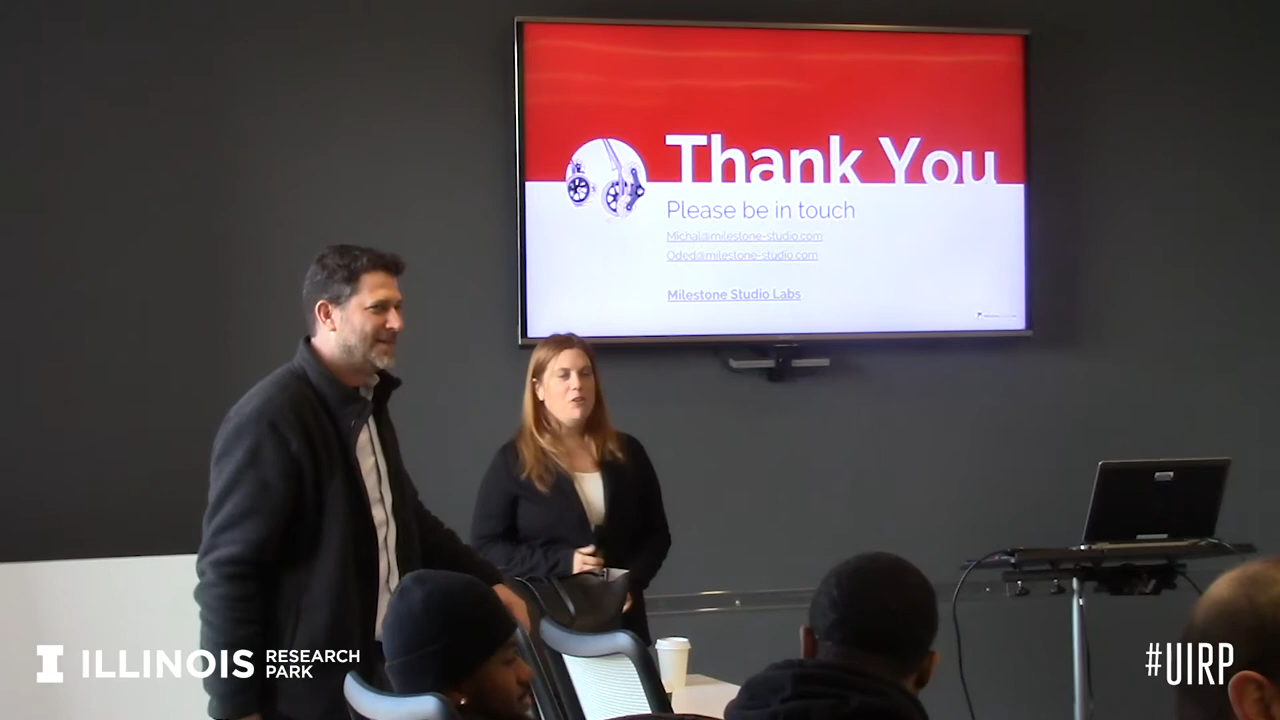 Thank You
Please be in touch
Michal@milestone-studio.com
Oded@milestone-studio.com
Milestone Studio Labs
ILLINOIS RESEARCH PARK
#UIRP